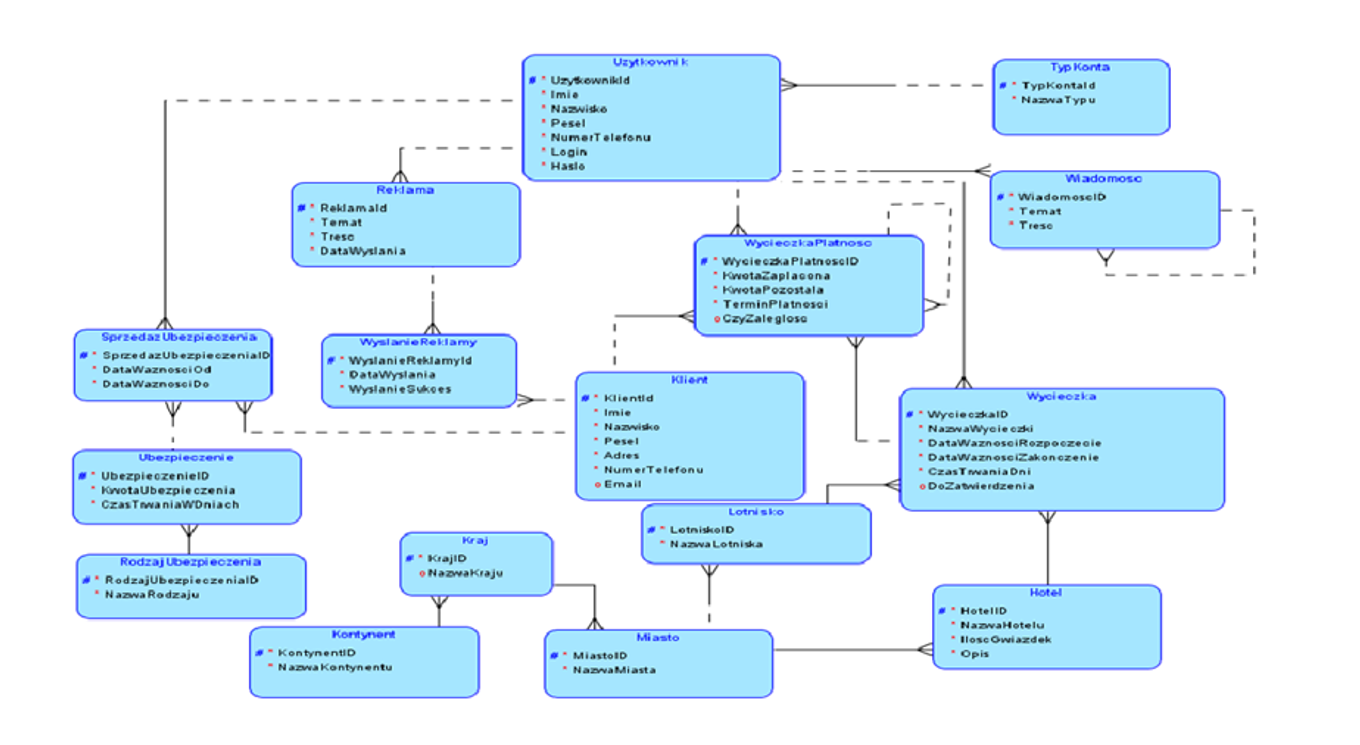 Uzytkownik
# * UzytkownikId
* Imie
* Nazwisko
* Pesel
* NumerTelefonu
* Login
* Haslo
TypKonta
# * TypKontaId
* NazwaTypu
Reklama
# * ReklamaId
* Temat
* Tresc
* DataWyslania
Wiadomosc
# * WiadomoscID
* Temat
* Tresc
WycieczkaPlatnosc
# * WycieczkaPlatnoscID
* KwotaZaplacona
* KwotaPozostala
* TerminPlatnosci
o CzyZaleglosc
SprzedazUbezpieczenia
# * SprzedazUbezpieczeniaID
* DataWaznosciOd
* DataWaznosciDo
WyslanieReklamy
# * WyslanieReklamyId
* DataWyslania
* WyslanieSukces
Klient
# * KlientId
* Imie
* Nazwisko
* Pesel
* Adres
* NumerTelefonu
o Email
Wycieczka
# * WycieczkaID
* NazwaWycieczki
* DataWaznosciRozpoczecie
* DataWaznosciZakonczenie
* CzasTrwaniaDni
o DoZatwierdzenia
Ubezpieczenie
# * UbezpieczenieID
* KwotaUbezpieczenia
* CzasTrwaniaWDniach
Lotnisko
# * LotniskoID
* NazwaLotniska
Kraj
# * KrajID
o NazwaKraju
RodzajUbezpieczenia
# * RodzajUbezpieczeniaID
* NazwaRodzaju
Hotel
# * HotelID
* NazwaHotelu
* IloscGwiazdek
* Opis
Kontynent
# * KontynentID
* NazwaKontynentu
Miasto
# * MiastoID
* NazwaMiasta